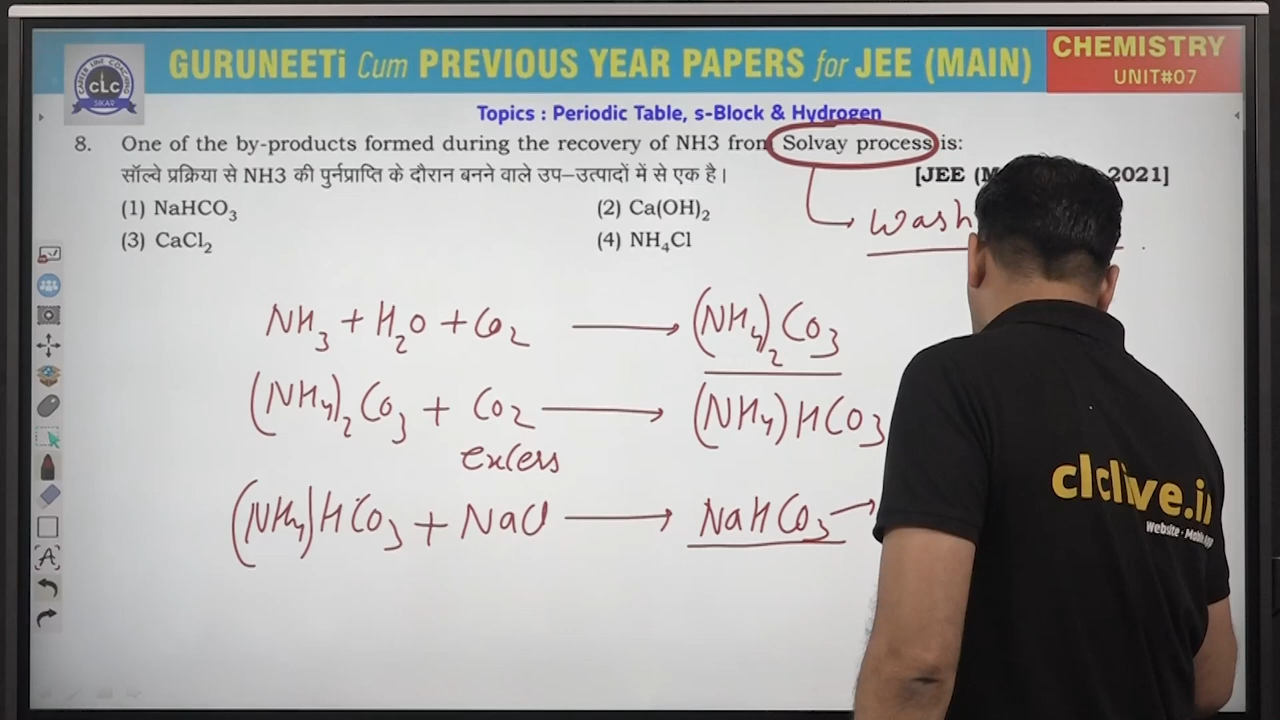 GURUNEETi Cum PREVIOUS YEAR PAPERS for JEE (MAIN)
CHEMISTRY
UNIT#07
CLC
SIKAR
Topics : Periodic Table, s-Block & Hydrogen
8. One of the by-products formed during the recovery of NH3 from Solvay process is:
सॉल्वे प्रक्रिया से NH3 की पुर्नप्राप्ति के दौरान बनने वाले उप–उत्पादों में से एक है।
[JEE 2021]
(1) NaHCO₃ (2) Ca(OH)₂
(3) CaCl₂ (4) NH₄Cl
Wash
NH₃ + H₂O + CO₂ ⟶ (NH₄)₂CO₃
(NH₄)₂CO₃ + CO₂ ⟶ (NH₄)HCO₃
excess
(NH₄)HCO₃ + NaCl ⟶ NaHCO₃ →
clclive.i
Website - Mobile